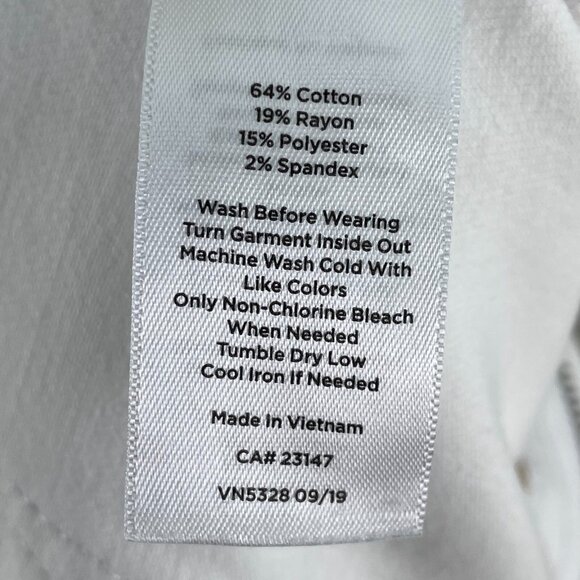 64% Cotton
19% Rayon
15% Polyester
2% Spandex
Wash Before Wearing
Turn Garment Inside Out
Machine Wash Cold With
Like Colors
Only Non-Chlorine Bleach
When Needed
Tumble Dry Low
Cool Iron If Needed
Made In Vietnam
CA# 23147
VN5328 09/19